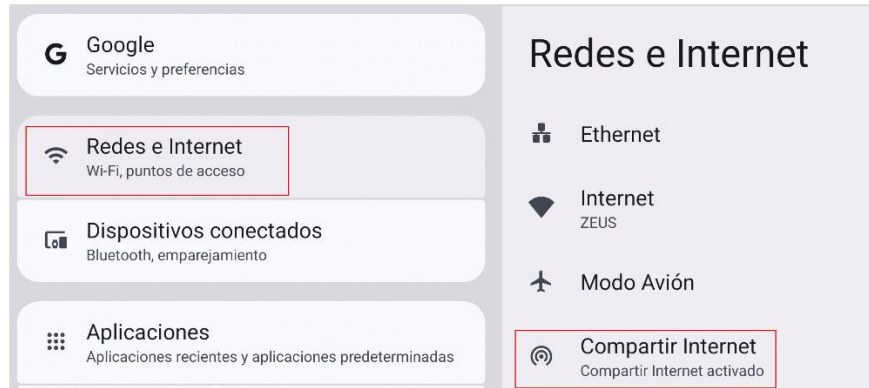 Google
Servicios y preferencias
Redes e Internet
Wi-Fi, puntos de acceso
Dispositivos conectados
Bluetooth, emparejamiento
Aplicaciones
Aplicaciones recientes y aplicaciones predeterminadas
Redes e Internet
Ethernet
Internet
ZEUS
Modo Avión
Compartir Internet
Compartir Internet activado